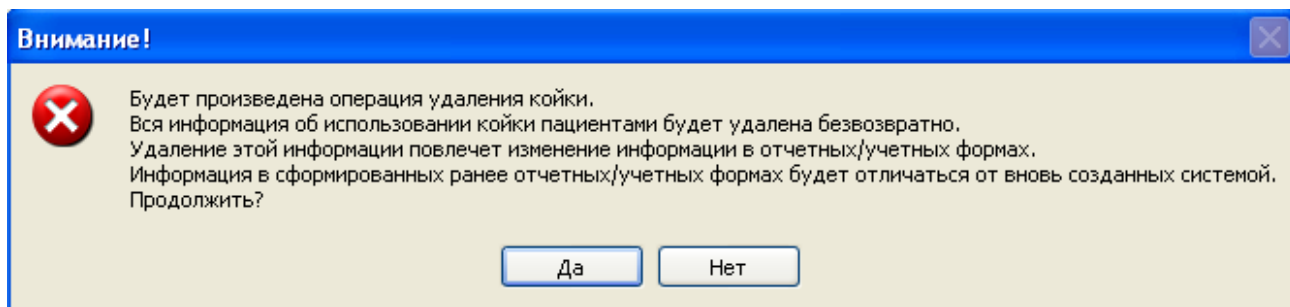 Внимание!
Будет произведена операция удаления койки.
Вся информация об использовании койки пациентами будет удалена безвозвратно.
Удаление этой информации повлечет изменение информации в отчетных/учетных формах.
Информация в сформированных ранее отчетных/учетных формах будет отличаться от вновь созданных системой.
Продолжить?
Да Нет